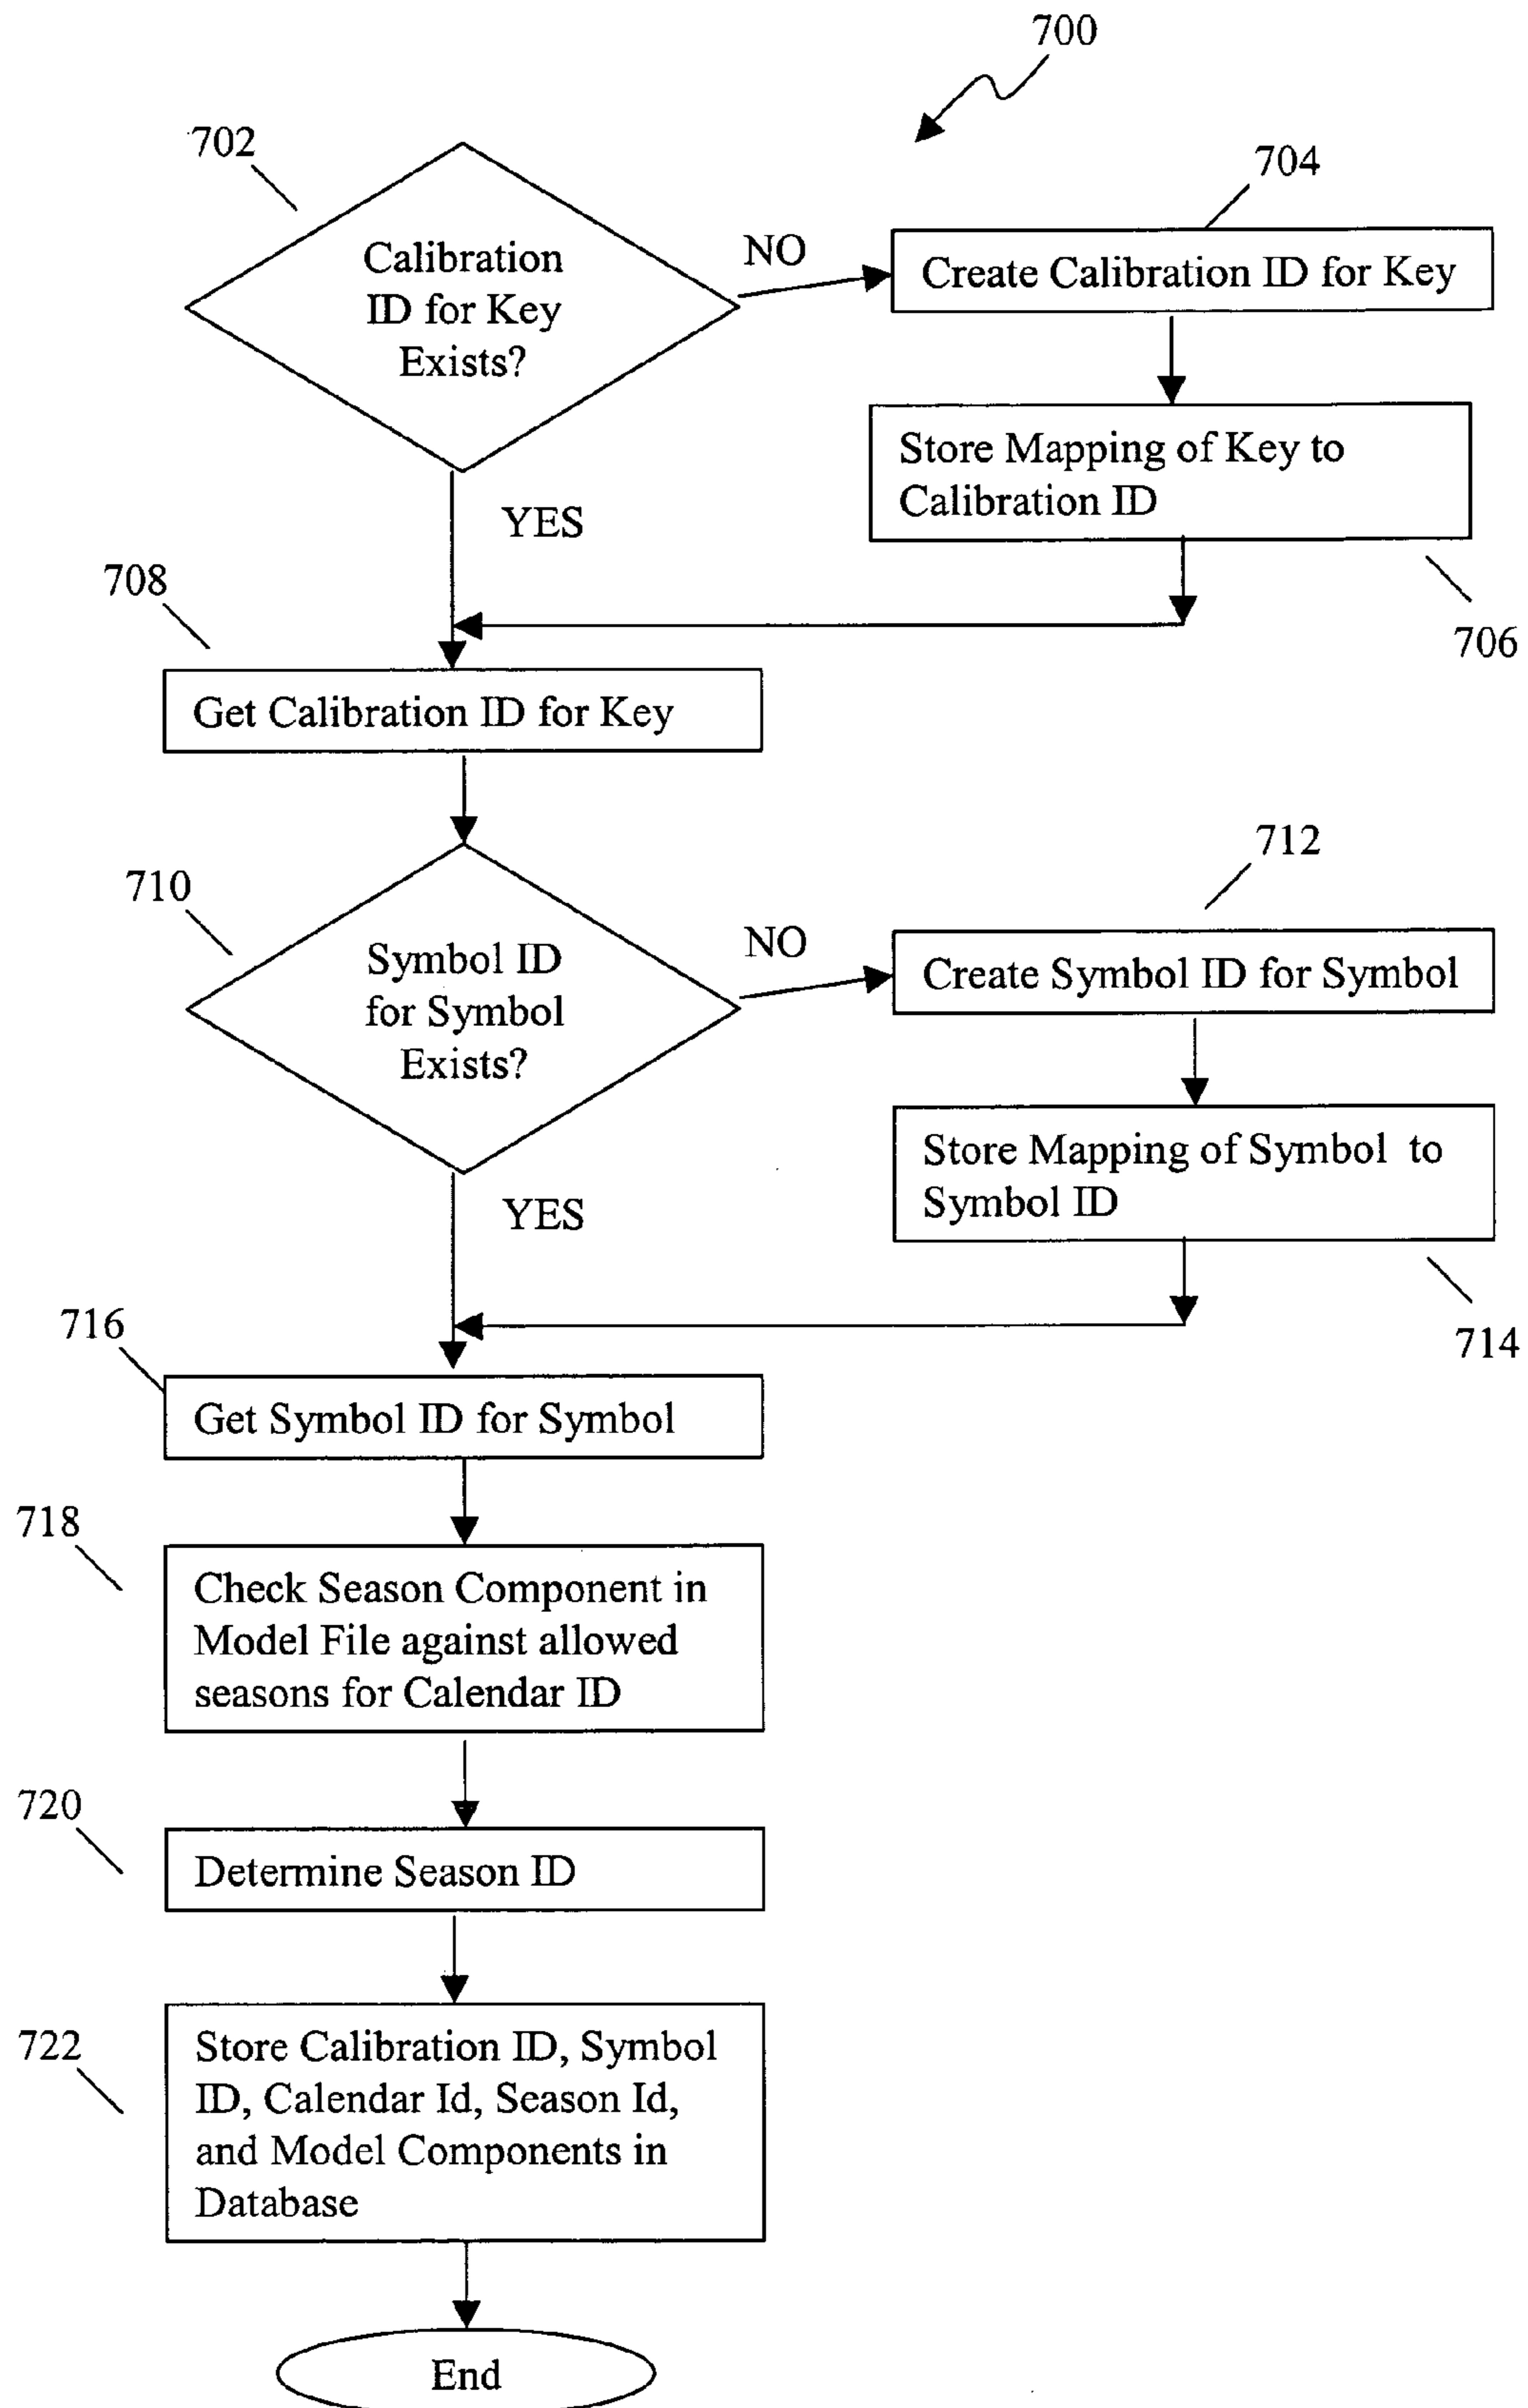 700
702
704
Calibration
ID for Key
Exists?
NO
Create Calibration ID for Key
Store Mapping of Key to
Calibration ID
YES
706
708
Get Calibration ID for Key
710
712
Symbol ID
for Symbol
Exists?
NO
Create Symbol ID for Symbol
Store Mapping of Symbol to
Symbol ID
YES
714
716
Get Symbol ID for Symbol
718
Check Season Component in
Model File against allowed
seasons for Calendar ID
720
Determine Season ID
722
Store Calibration ID, Symbol
ID, Calendar Id, Season Id,
and Model Components in
Database
End